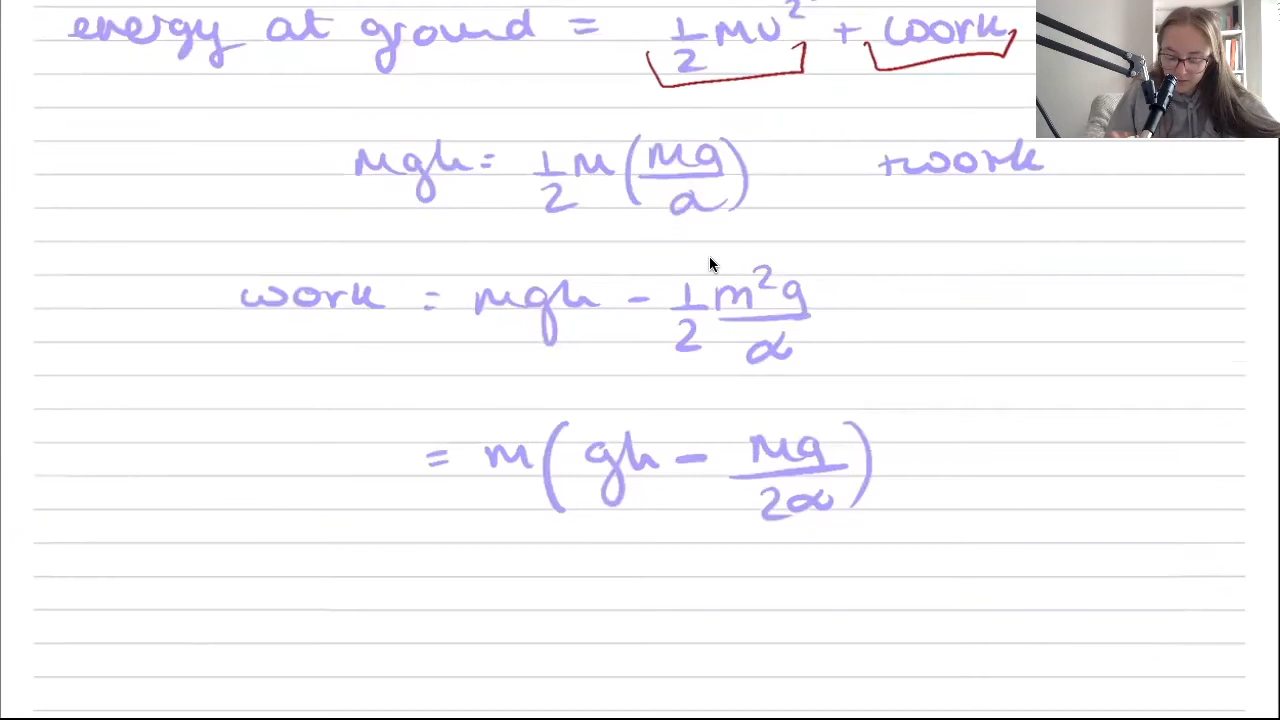 energy at ground = 1/2 mv² + work
mgh = 1/2 m (mg/α) + work
work = mgh - 1/2 m²g/α
= m(gh - mg/2α)